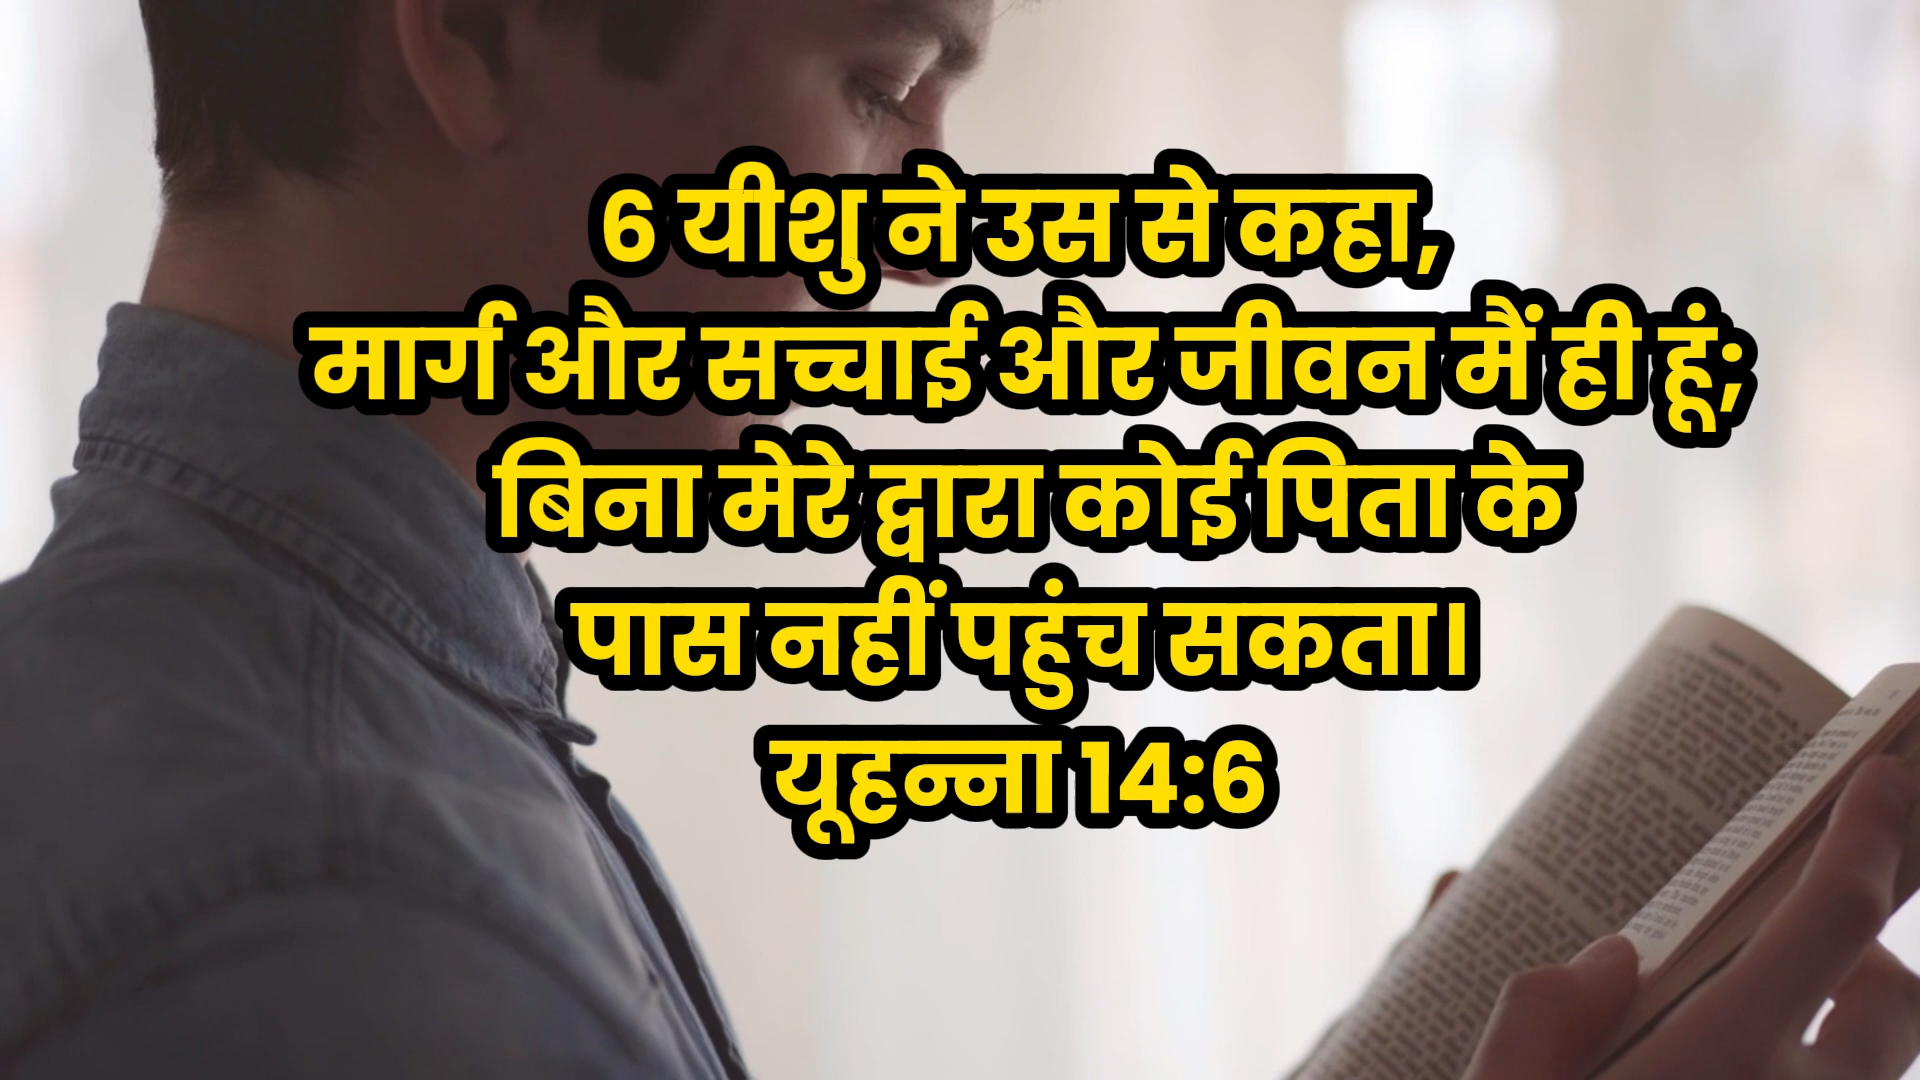 6 यीशु ने उस से कहा,
मार्ग और सच्चाई और जीवन मैं ही हूं;
बिना मेरे द्वारा कोई पिता के
पास नहीं पहुंच सकता।
यूहन्ना 14:6